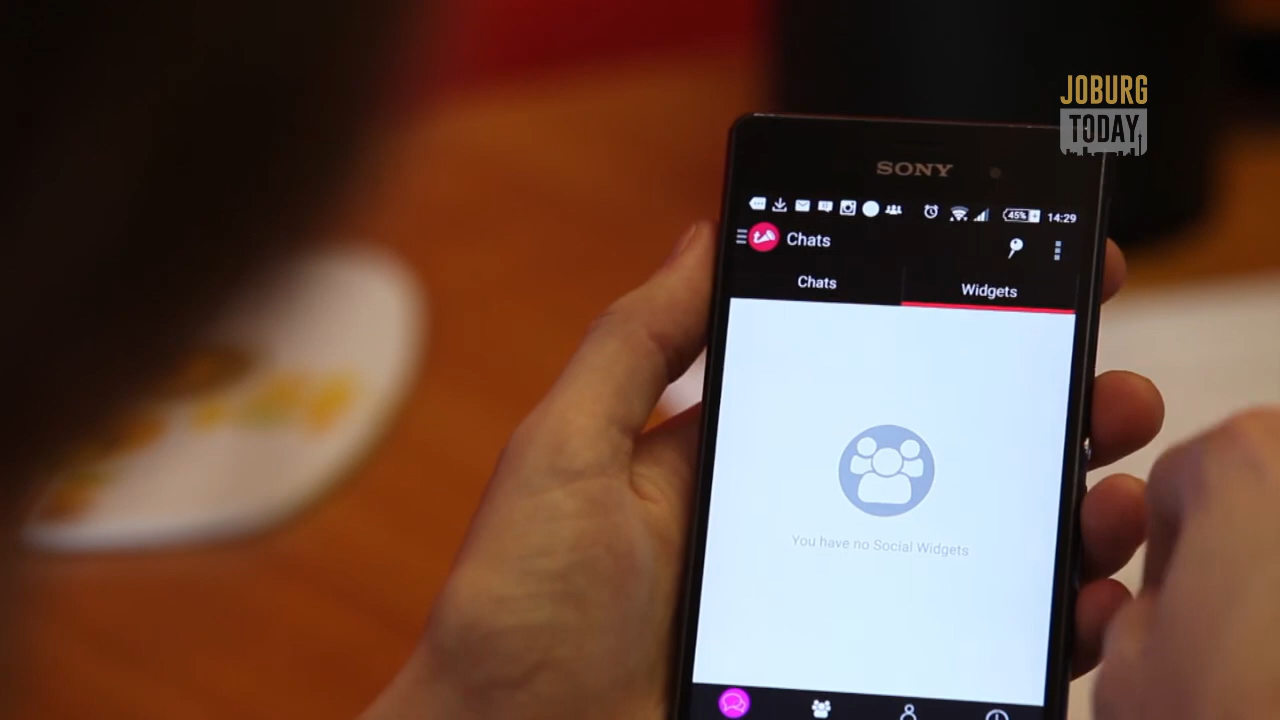 JOBURG
TODAY
SONY
45%
14:29
Chats
Chats
Widgets
You have no Social Widgets